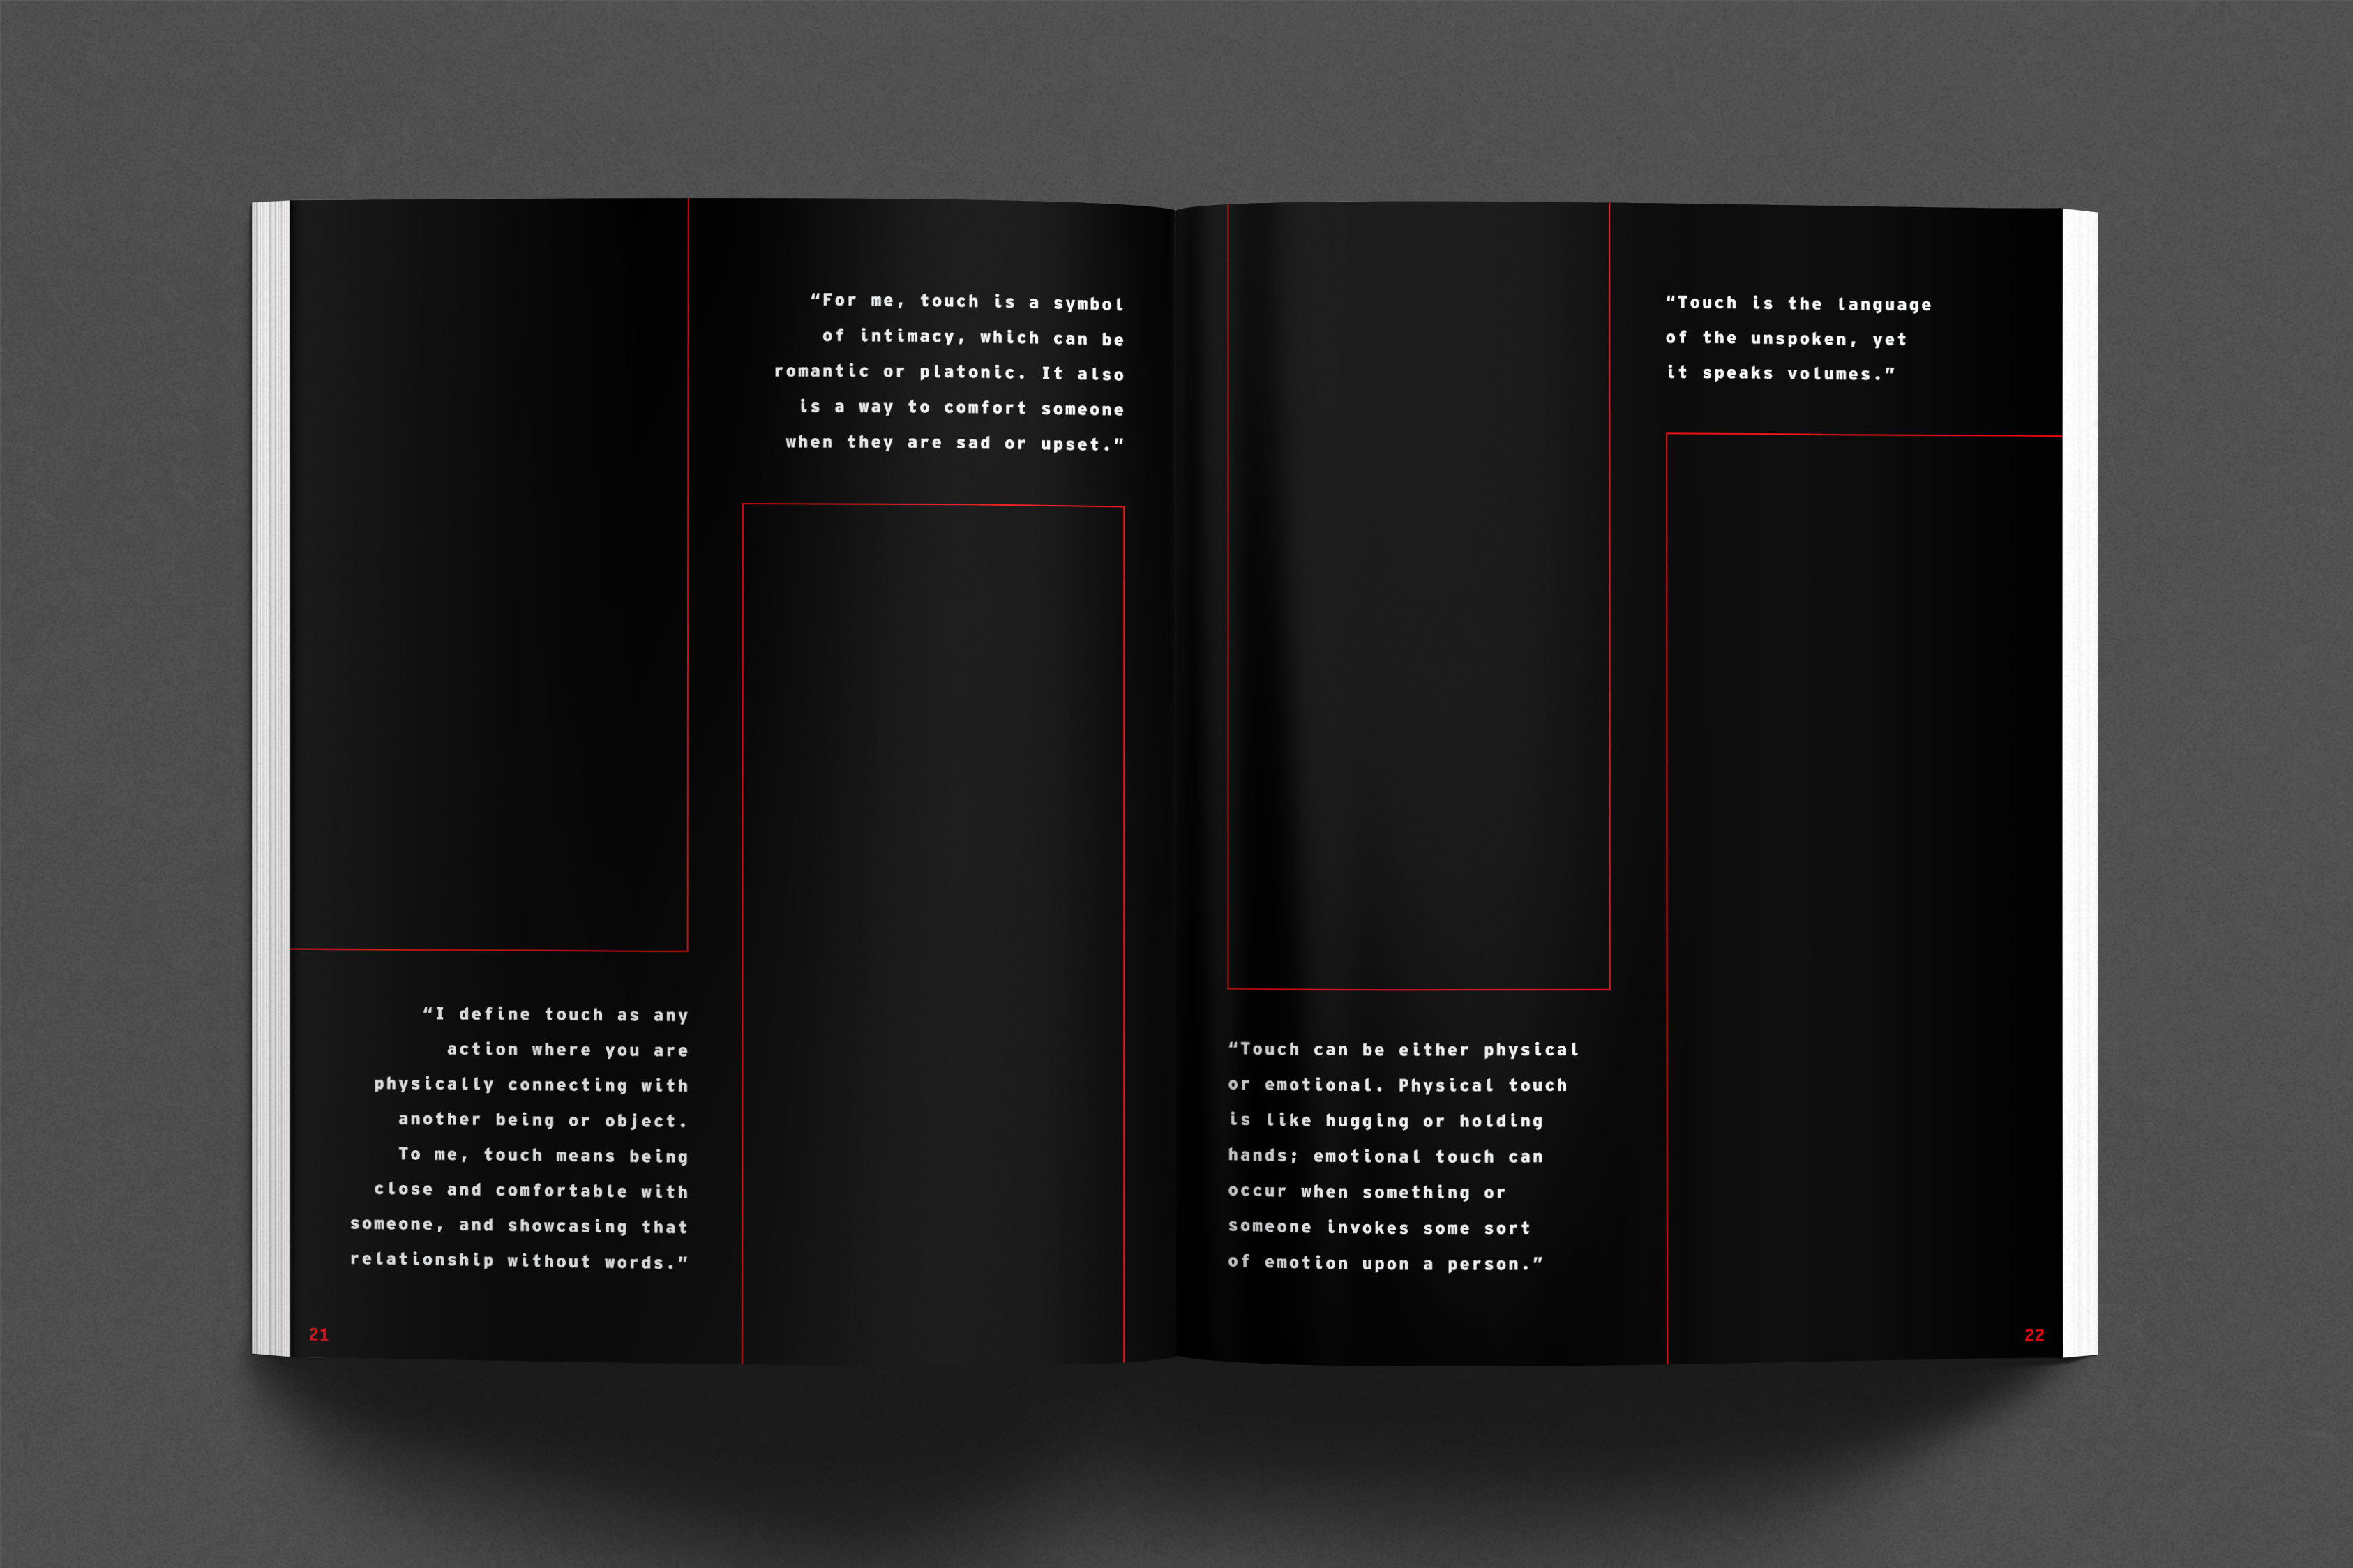 “For me, touch is a symbol
of intimacy, which can be
romantic or platonic. It also
is a way to comfort someone
when they are sad or upset.”
“I define touch as any
action where you are
physically connecting with
another being or object.
To me, touch means being
close and comfortable with
someone, and showcasing that
relationship without words.”
21
“Touch is the language
of the unspoken, yet
it speaks volumes.”
“Touch can be either physical
or emotional. Physical touch
is like hugging or holding
hands; emotional touch can
occur when something or
someone invokes some sort
of emotion upon a person.”
22